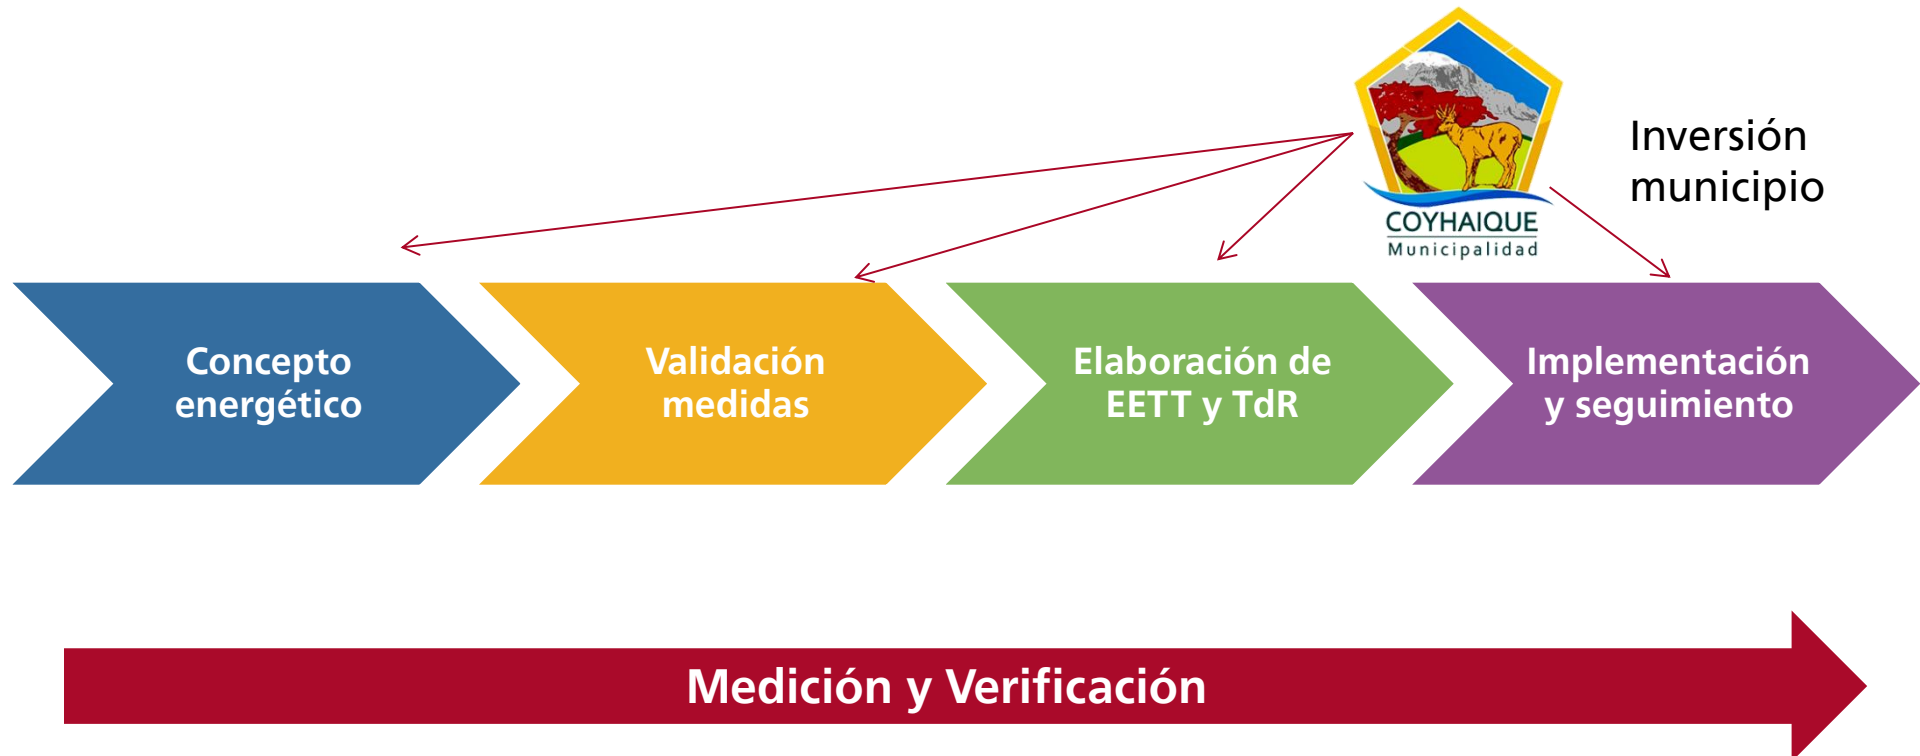 Inversión
municipio
COYHAIQUE
Municipalidad
Concepto
energético
Validación
medidas
Elaboración de
EETT y TdR
Implementación
y seguimiento
Medición y Verificación